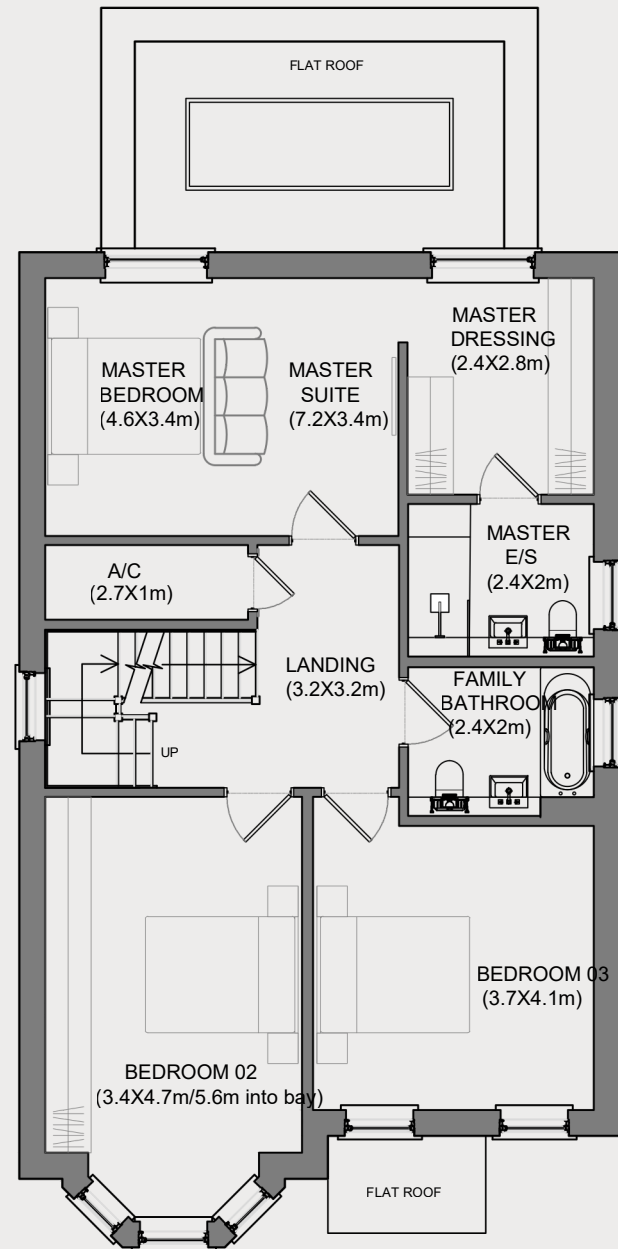 FLAT ROOF
MASTER
BEDROOM
(4.6X3.4m)
MASTER
SUITE
(7.2X3.4m)
MASTER
DRESSING
(2.4X2.8m)
A/C
(2.7X1m)
MASTER
E/S
(2.4X2m)
LANDING
(3.2X3.2m)
FAMILY
BATHROOM
(2.4X2m)
UP
BEDROOM 03
(3.7X4.1m)
BEDROOM 02
(3.4X4.7m/5.6m into bay)
FLAT ROOF